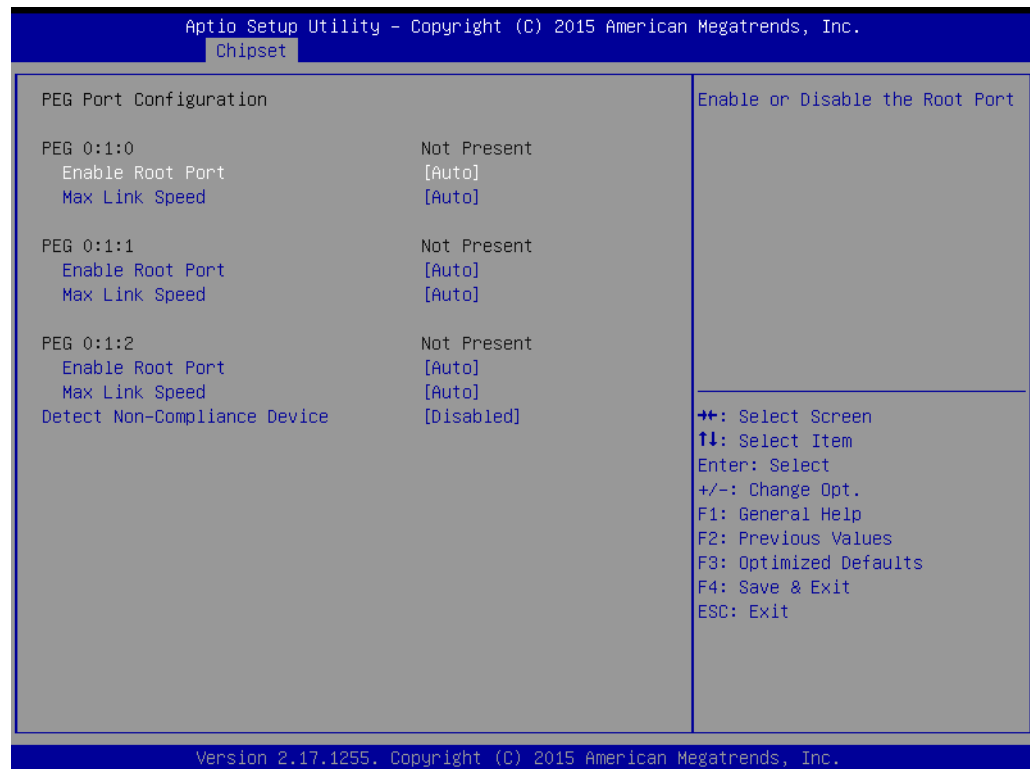 Aptio Setup Utility – Copyright (C) 2015 American Megatrends, Inc.
Chipset
PEG Port Configuration
PEG 0:1:0 Not Present
Enable Root Port [Auto]
Max Link Speed [Auto]
PEG 0:1:1 Not Present
Enable Root Port [Auto]
Max Link Speed [Auto]
PEG 0:1:2 Not Present
Enable Root Port [Auto]
Max Link Speed [Auto]
Detect Non-Compliance Device [Disabled]
Enable or Disable the Root Port
→←: Select Screen
↑↓: Select Item
Enter: Select
+/-: Change Opt.
F1: General Help
F2: Previous Values
F3: Optimized Defaults
F4: Save & Exit
ESC: Exit
Version 2.17.1255. Copyright (C) 2015 American Megatrends, Inc.